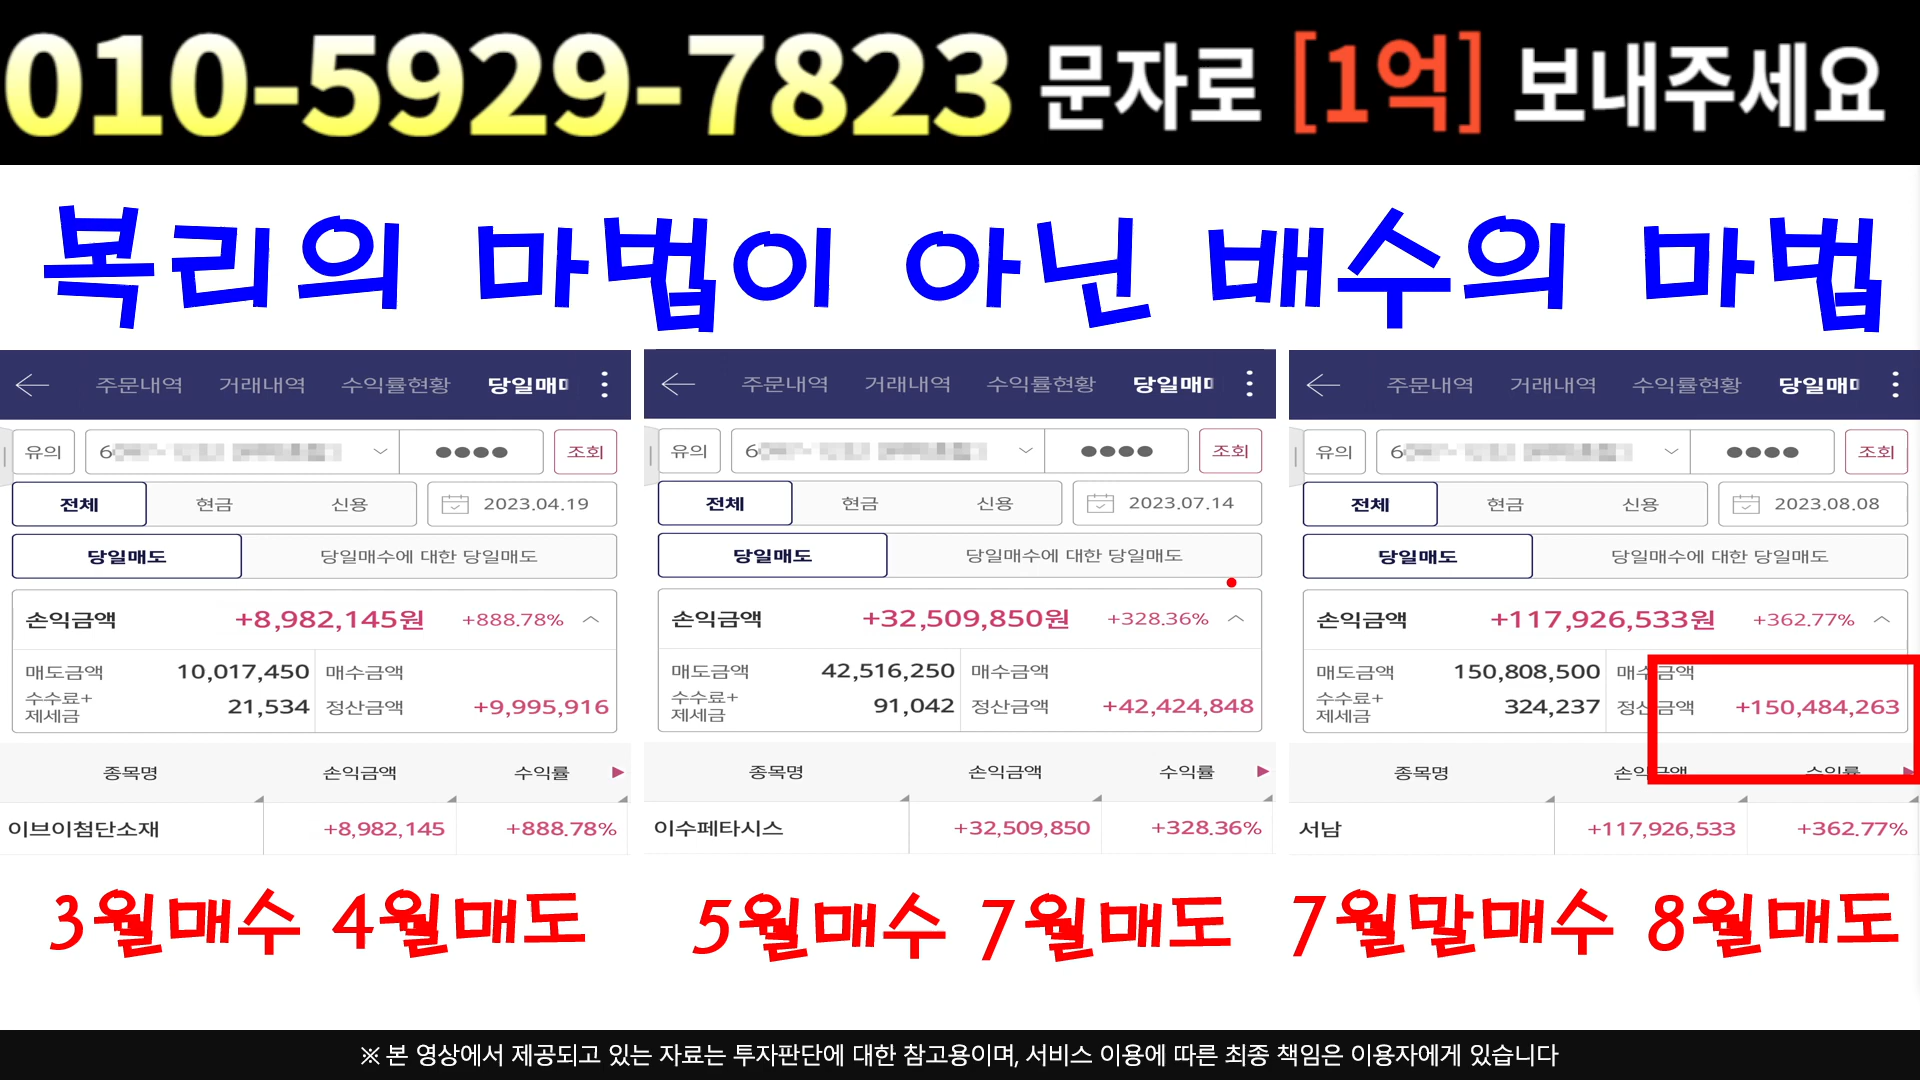 010-5929-7823 문자로 [1억] 보내주세요
복리의 마법이 아닌 배수의 마법
주문내역 거래내역 수익률현황 당일매
유의 6 ●●●● 조회
전체 현금 신용 2023.04.19
당일매도 당일매수에 대한 당일매도
손익금액 +8,982,145원 +888.78%
매도금액 10,017,450 매수금액
수수료+
제세금 21,534 정산금액 +9,995,916
종목명 손익금액 수익률
이브이첨단소재 +8,982,145 +888.78%
3월매수 4월매도
주문내역 거래내역 수익률현황 당일매
유의 6 ●●●● 조회
전체 현금 신용 2023.07.14
당일매도 당일매수에 대한 당일매도
손익금액 +32,509,850원 +328.36%
매도금액 42,516,250 매수금액
수수료+
제세금 91,042 정산금액 +42,424,848
종목명 손익금액 수익률
이수페타시스 +32,509,850 +328.36%
5월매수 7월매도
주문내역 거래내역 수익률현황 당일매
유의 6 ●●●● 조회
전체 현금 신용 2023.08.08
당일매도 당일매수에 대한 당일매도
손익금액 +117,926,533원 +362.77%
매도금액 150,808,500 매수금액
수수료+
제세금 324,237 정산금액 +150,484,263
종목명 손익금액 수익률
서남 +117,926,533 +362.77%
7월말매수 8월매도
※ 본 영상에서 제공되고 있는 자료는 투자판단에 대한 참고용이며, 서비스 이용에 따른 최종 책임은 이용자에게 있습니다